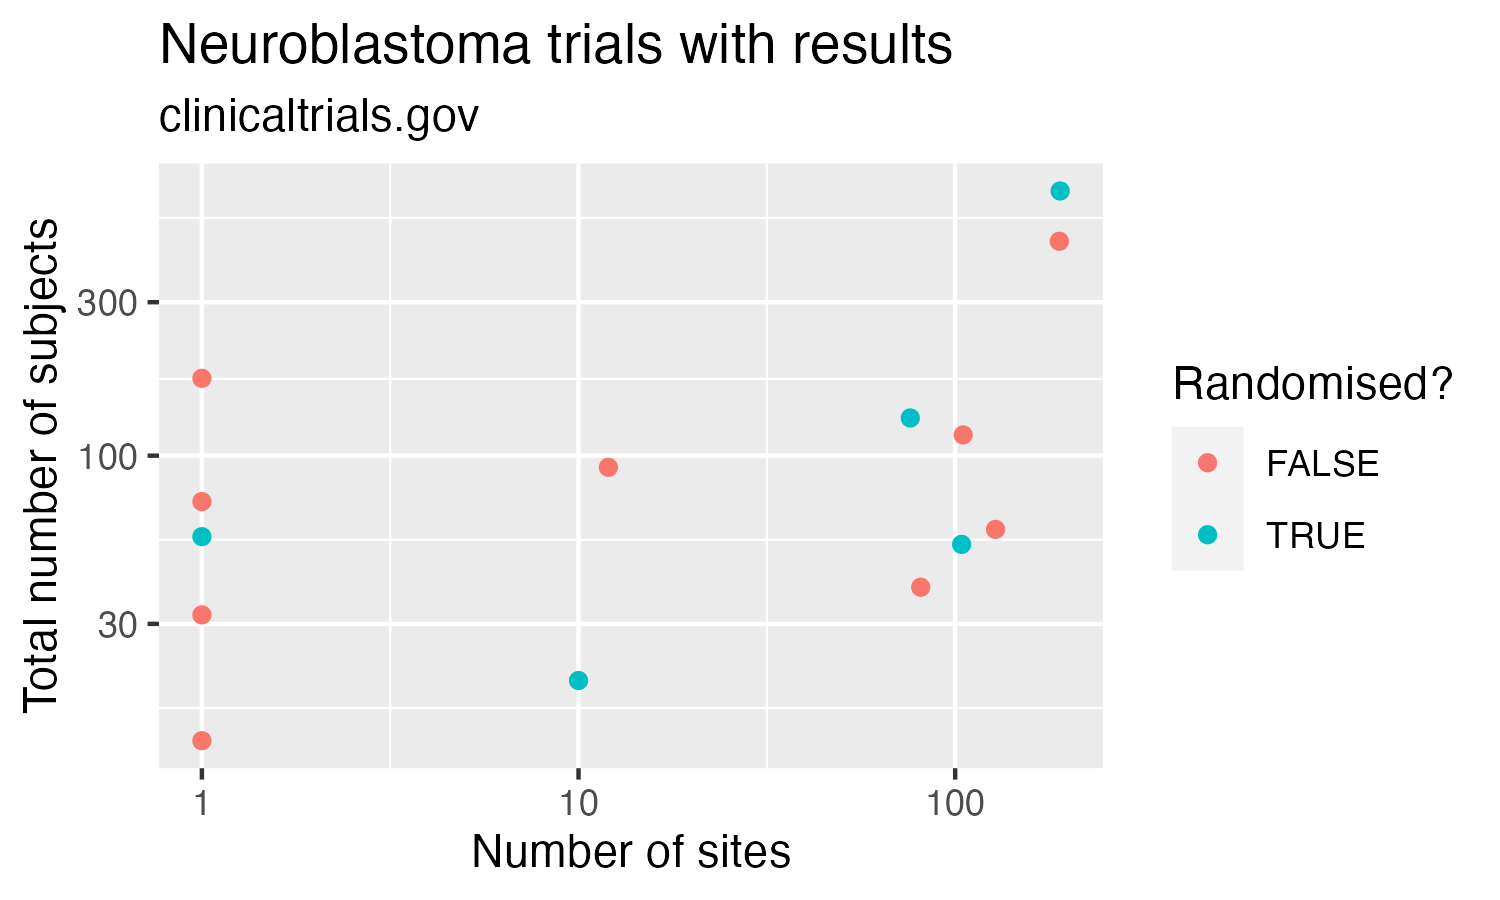 Neuroblastoma trials with results
clinicaltrials.gov
Total number of subjects
300
100
30
1
10
100
Number of sites
Randomised?
FALSE
TRUE